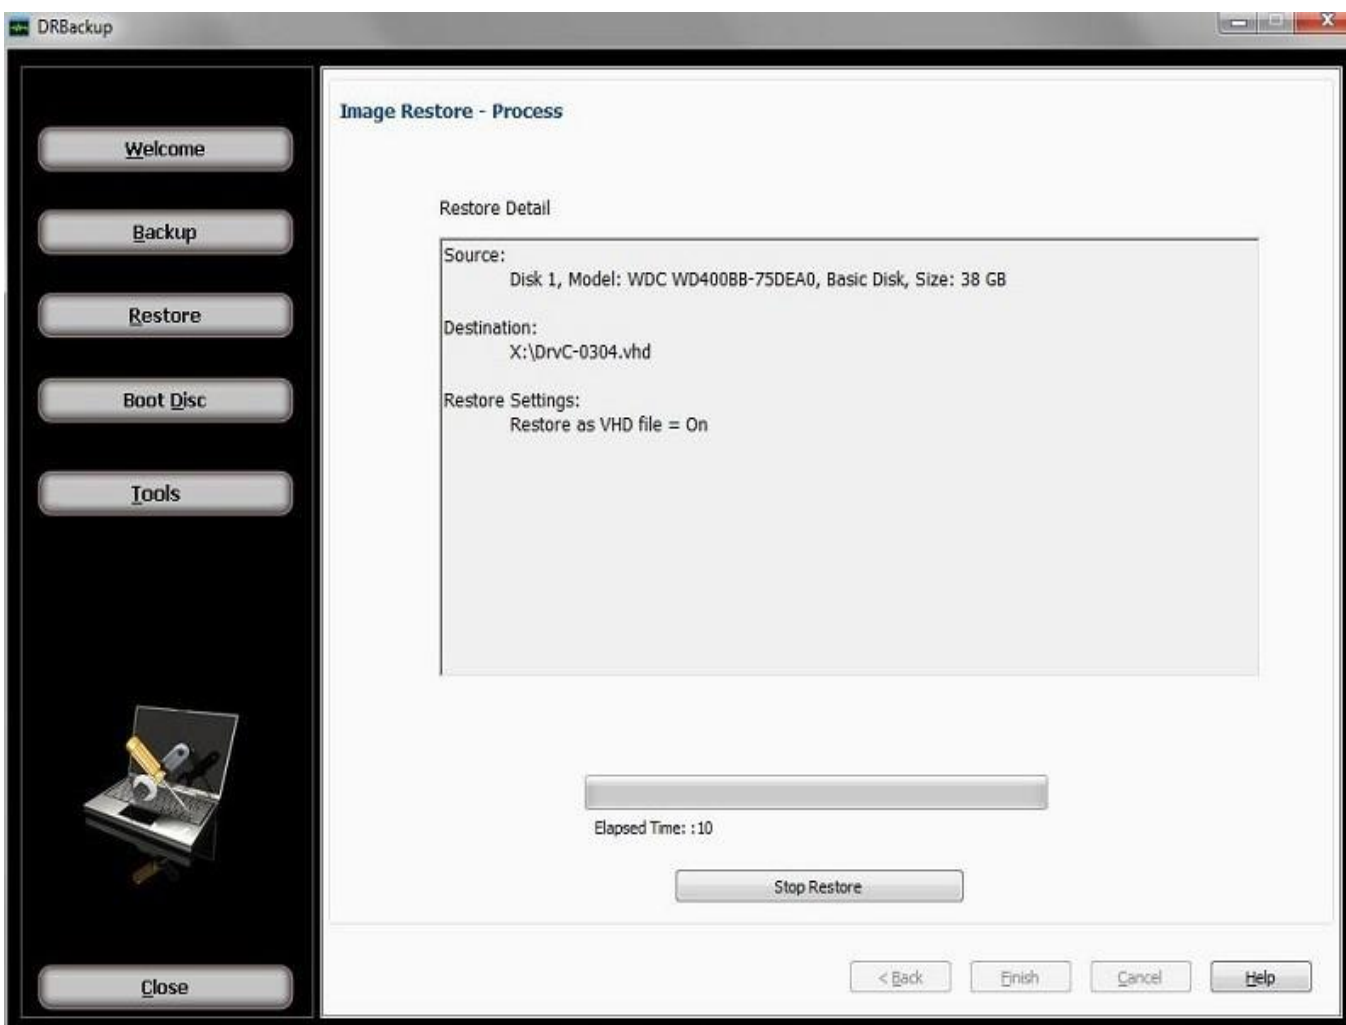 DRBackup
X
Welcome
Backup
Restore
Boot Disc
Tools
Close
Image Restore - Process
Restore Detail
Source:
Disk 1, Model: WDC WD400BB-75DEA0, Basic Disk, Size: 38 GB
Destination:
X:\DrvC-0304.vhd
Restore Settings:
Restore as VHD file = On
Elapsed Time: :10
Stop Restore
< Back Finish Cancel Help